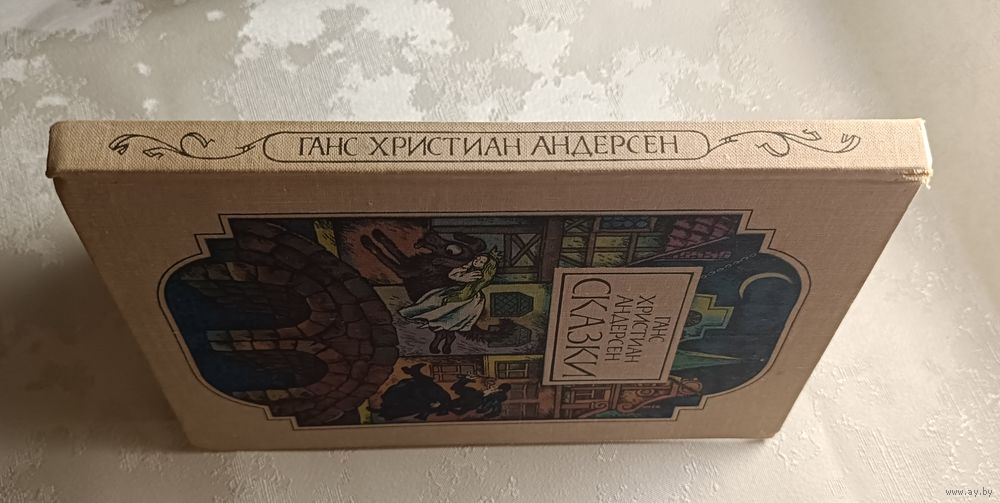 ГАНС ХРИСТИАН АНДЕРСЕН
ГАНС
ХРИСТИАН
АНДЕРСЕН
СКАЗКИ
www.ay.by